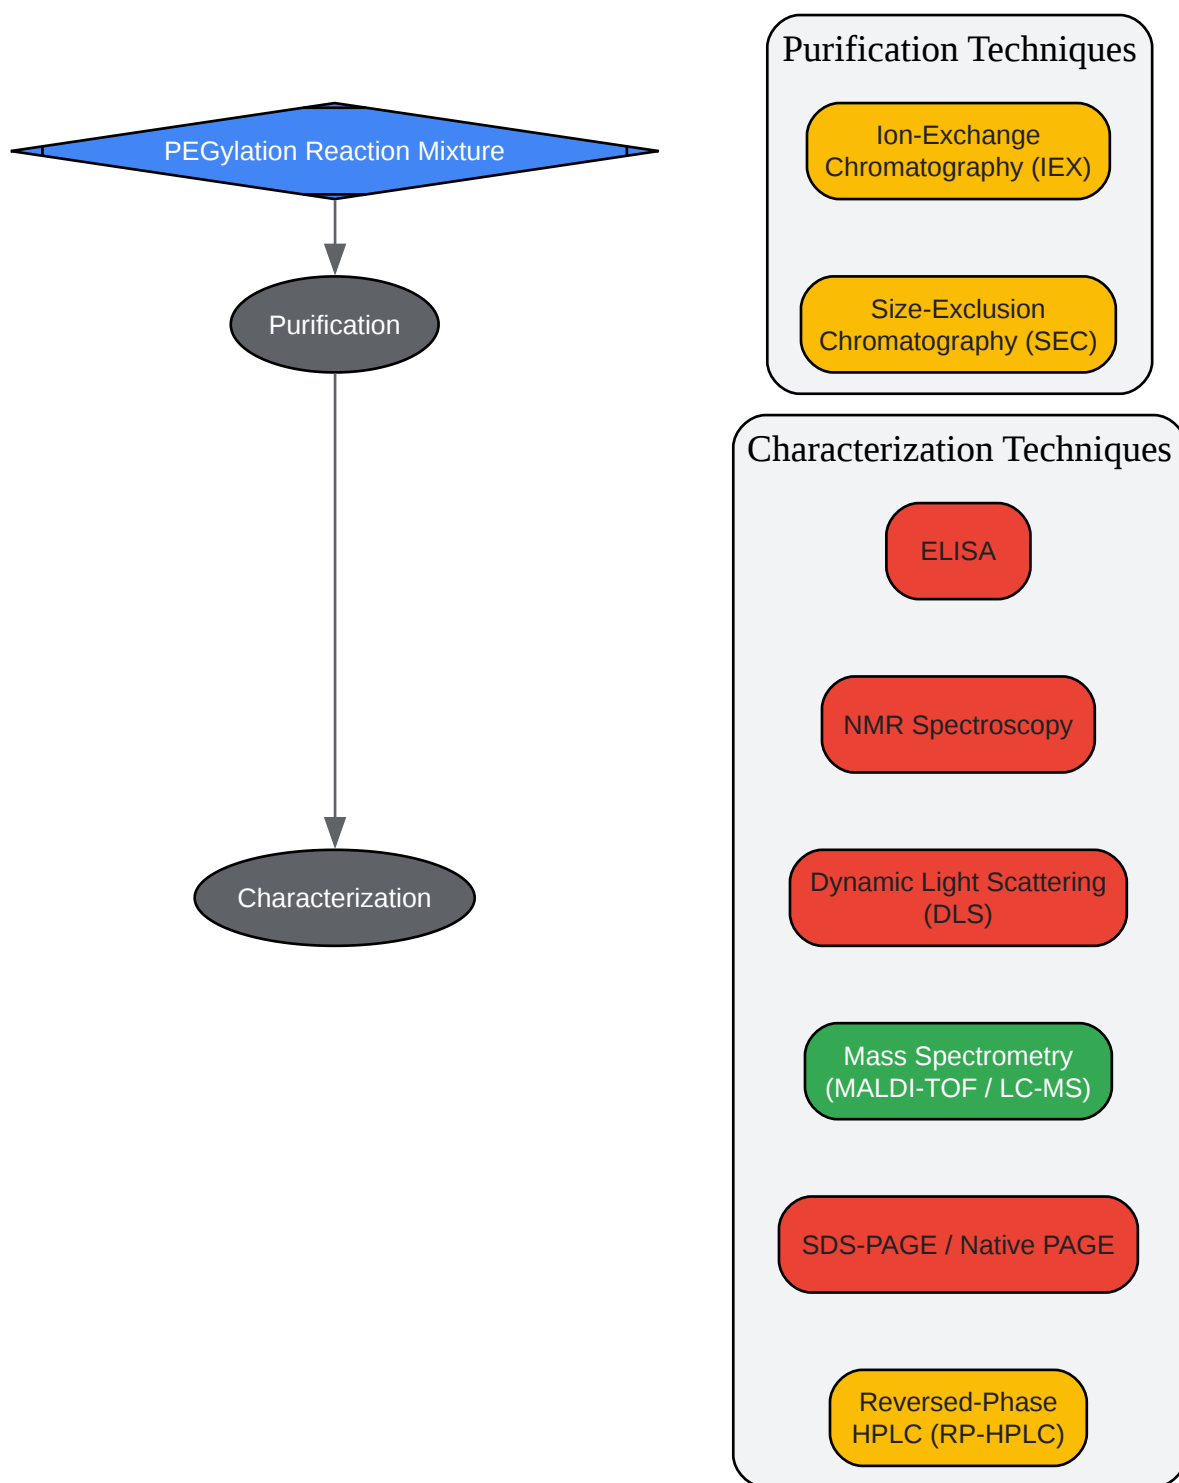 PEGylation Reaction Mixture
Purification
Characterization
Purification Techniques
Ion-Exchange
Chromatography (IEX)
Size-Exclusion
Chromatography (SEC)
Characterization Techniques
ELISA
NMR Spectroscopy
Dynamic Light Scattering
(DLS)
Mass Spectrometry
(MALDI-TOF / LC-MS)
SDS-PAGE / Native PAGE
Reversed-Phase
HPLC (RP-HPLC)